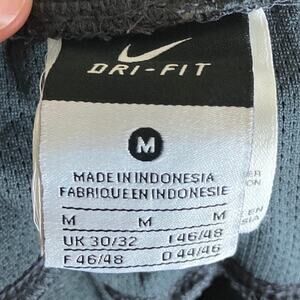 DRI-FIT
M
MADE IN INDONESIA
FABRIQUE EN INDONESIE
M M M
UK 30/32 I 46/48
F 46/48 D 44/46